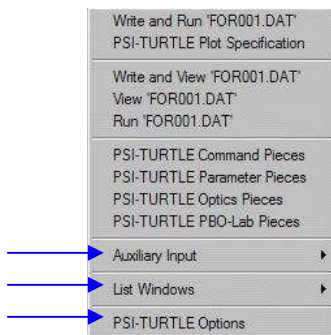 Write and Run 'FOR001.DAT'
PSI-TURTLE Plot Specification
Write and View 'FOR001.DAT'
View 'FOR001.DAT'
Run 'FOR001.DAT'
PSI-TURTLE Command Pieces
PSI-TURTLE Parameter Pieces
PSI-TURTLE Optics Pieces
PSI-TURTLE PBO-Lab Pieces
Auxiliary Input
List Windows
PSI-TURTLE Options